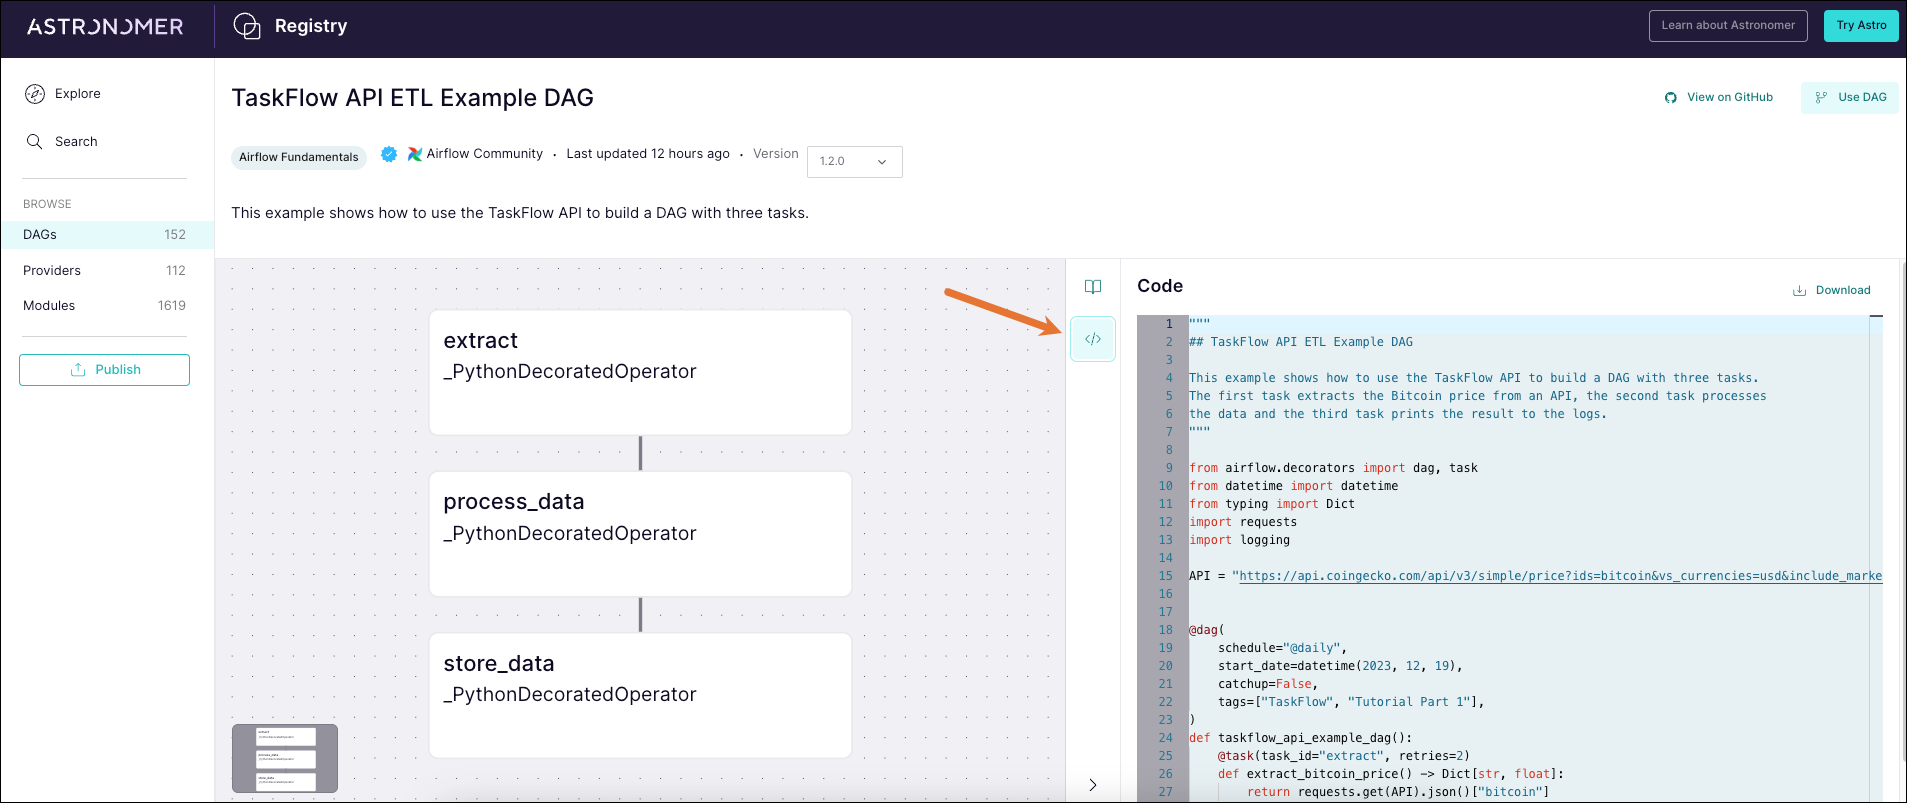 ASTRONOMER
Registry
Learn about Astronomer
Try Astro
Explore
Search
BROWSE
DAGs 152
Providers 112
Modules 1619
Publish
TaskFlow API ETL Example DAG
View on GitHub
Use DAG
Airflow Fundamentals
Airflow Community · Last updated 12 hours ago · Version 1.2.0
This example shows how to use the TaskFlow API to build a DAG with three tasks.
extract
_PythonDecoratedOperator
process_data
_PythonDecoratedOperator
store_data
_PythonDecoratedOperator
</>
Code
Download
1 """
2 ## TaskFlow API ETL Example DAG
3
4 This example shows how to use the TaskFlow API to build a DAG with three tasks.
5 The first task extracts the Bitcoin price from an API, the second task processes
6 the data and the third task prints the result to the logs.
7 """
8
9 from airflow.decorators import dag, task
10 from datetime import datetime
11 from typing import Dict
12 import requests
13 import logging
14
15 API = "https://api.coingecko.com/api/v3/simple/price?ids=bitcoin&vs_currencies=usd&include_marke
16
17
18 @dag(
19     schedule="@daily",
20     start_date=datetime(2023, 12, 19),
21     catchup=False,
22     tags=["TaskFlow", "Tutorial Part 1"],
23 )
24 def taskflow_api_example_dag():
25     @task(task_id="extract", retries=2)
26     def extract_bitcoin_price() -> Dict[str, float]:
27         return requests.get(API).json()["bitcoin"]